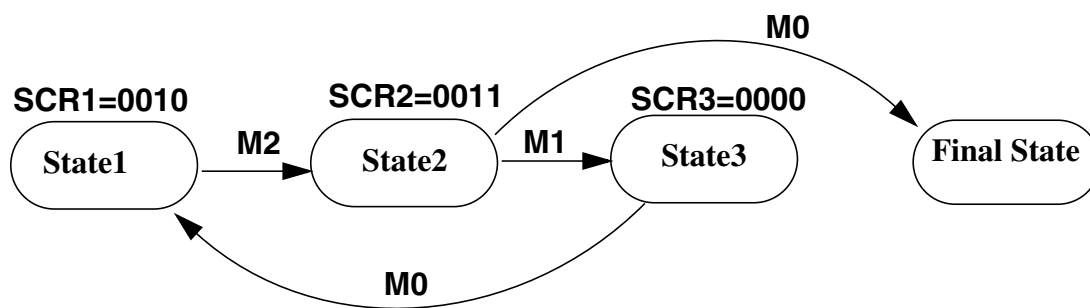 M0
SCR1=0010
SCR2=0011
SCR3=0000
State1
M2
State2
M1
State3
Final State
M0